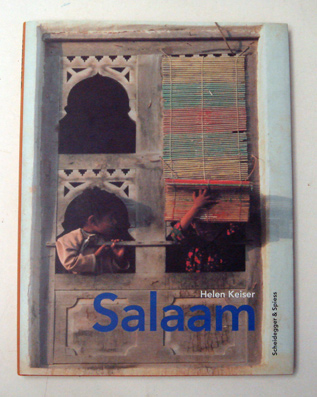 Helen Keiser
Salaam
Scheidegger & Spiess